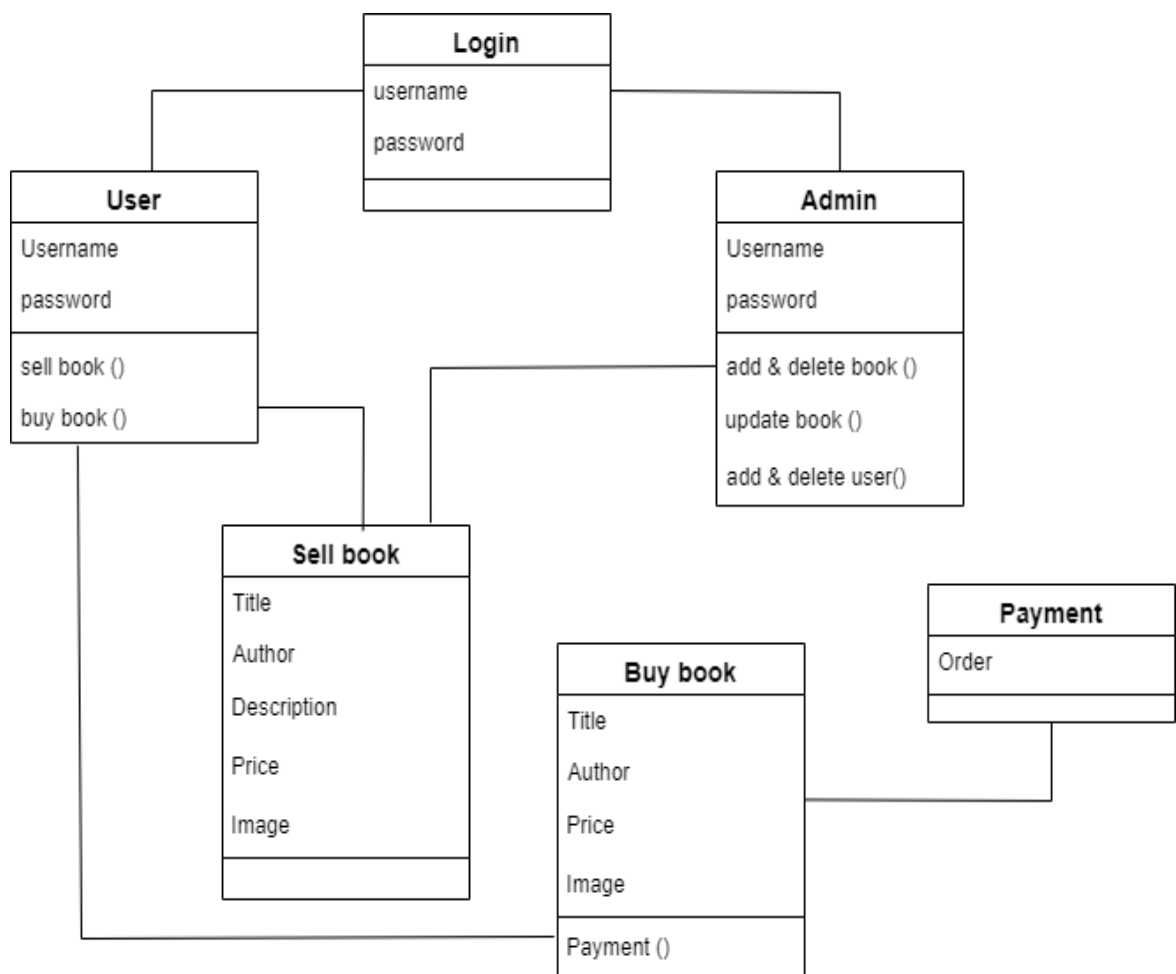 Login
username
password
User
Username
password
sell book ()
buy book ()
Admin
Username
password
add & delete book ()
update book ()
add & delete user()
Sell book
Title
Author
Description
Price
Image
Buy book
Title
Author
Price
Image
Payment ()
Payment
Order